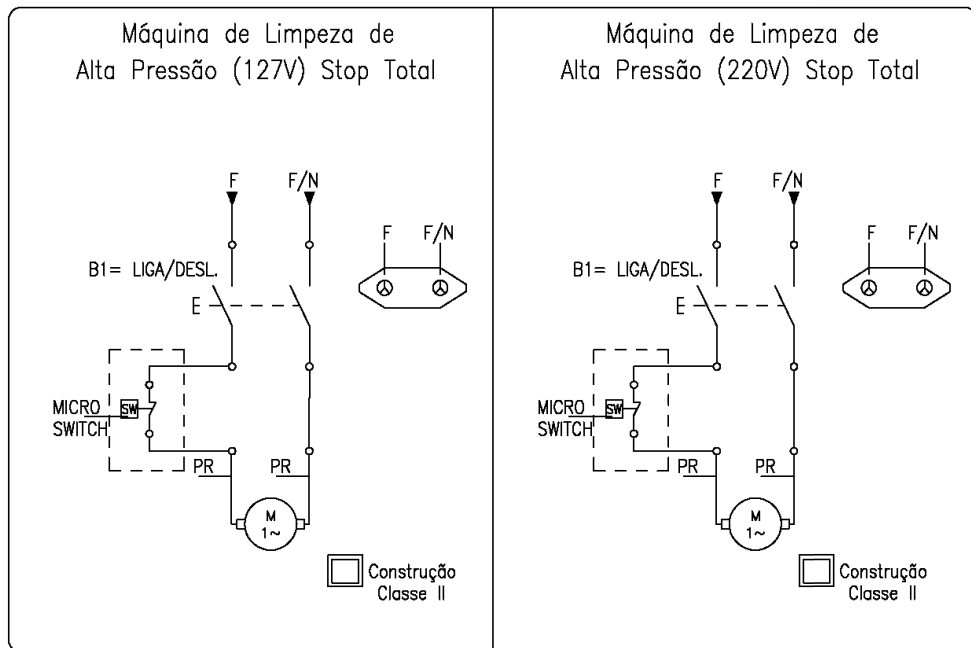 Máquina de Limpeza de
Alta Pressão (127V) Stop Total
F
F/N
F
F/N
B1= LIGA/DESL.
E
MICRO
SWITCH
SW
PR
PR
M
1~
Construção
Classe II
Máquina de Limpeza de
Alta Pressão (220V) Stop Total
F
F/N
F
F/N
B1= LIGA/DESL.
E
MICRO
SWITCH
SW
PR
PR
M
1~
Construção
Classe II